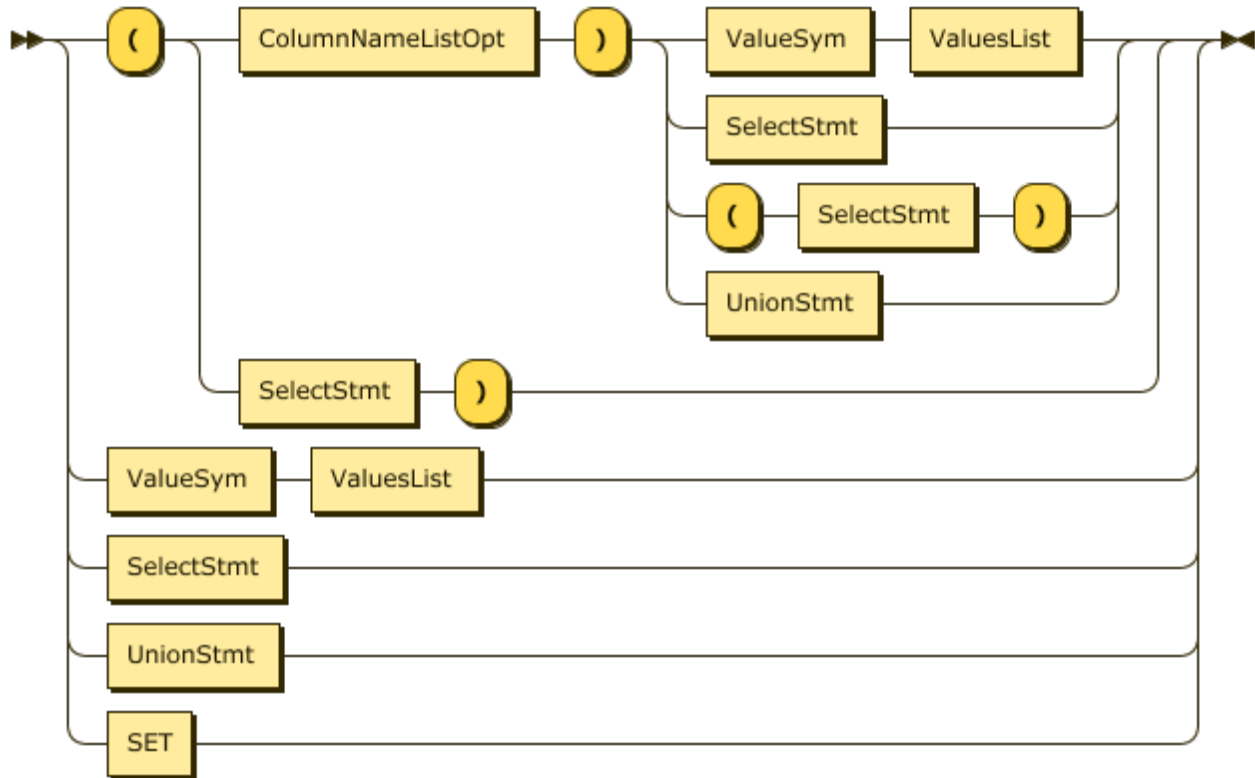 ( ColumnNameListOpt ) ValueSym ValuesList
SelectStmt
( SelectStmt )
UnionStmt
SelectStmt )
ValueSym ValuesList
SelectStmt
UnionStmt
SET